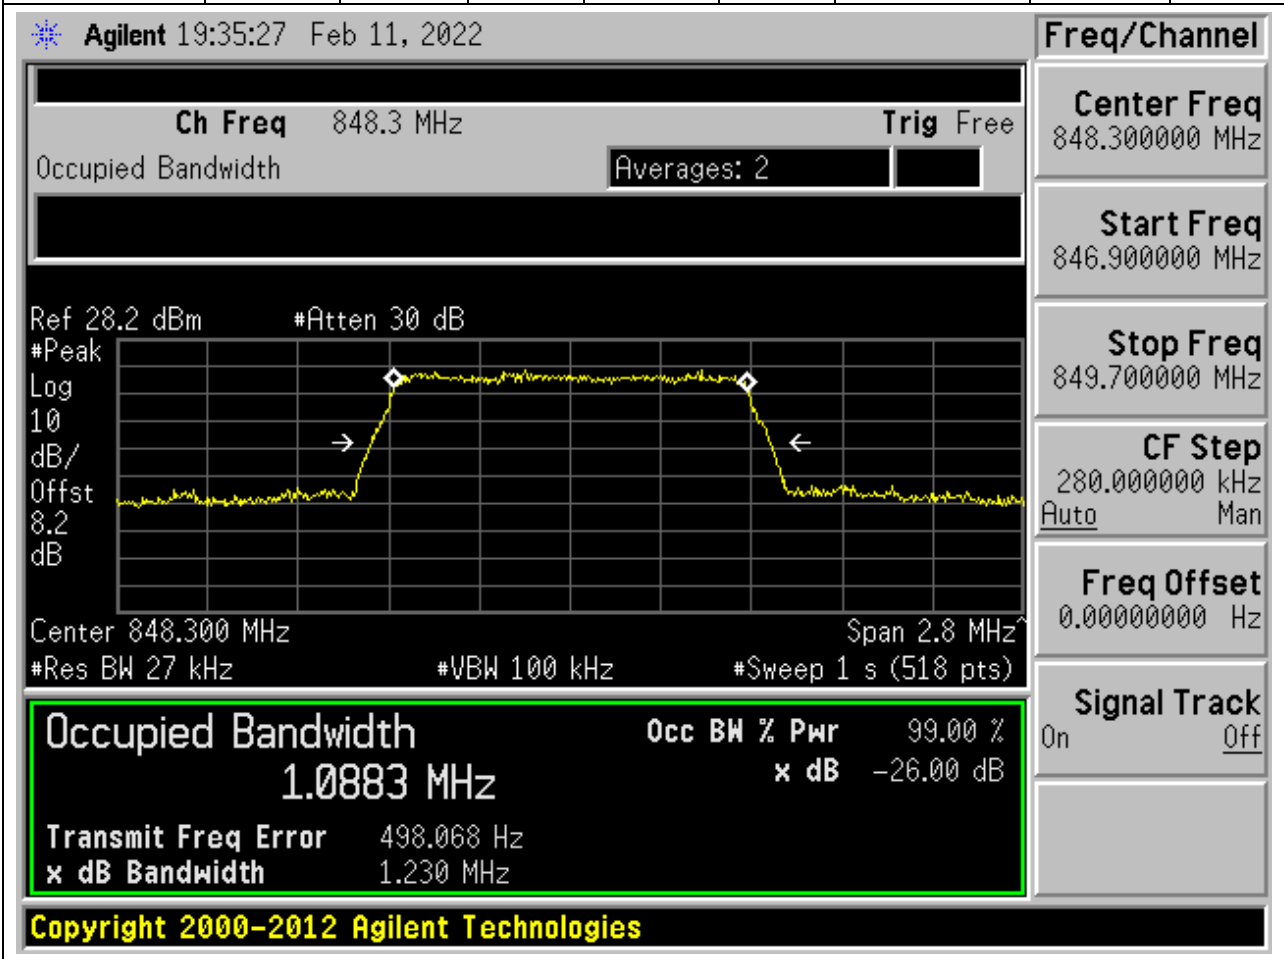 Agilent 19:35:27 Feb 11, 2022
Freq/Channel
Ch Freq 848.3 MHz Trig Free
Occupied Bandwidth Averages: 2
Ref 28.2 dBm #Atten 30 dB
#Peak
Log
10
dB/
Offst
8.2
dB
Center 848.300 MHz Span 2.8 MHz^
#Res BW 27 kHz #VBW 100 kHz #Sweep 1 s (518 pts)
Occupied Bandwidth Occ BW % Pwr 99.00 %
1.0883 MHz x dB -26.00 dB
Transmit Freq Error 498.068 Hz
x dB Bandwidth 1.230 MHz
Copyright 2000-2012 Agilent Technologies
Center Freq
848.300000 MHz
Start Freq
846.900000 MHz
Stop Freq
849.700000 MHz
CF Step
280.000000 kHz
Auto Man
Freq Offset
0.00000000 Hz
Signal Track
On Off